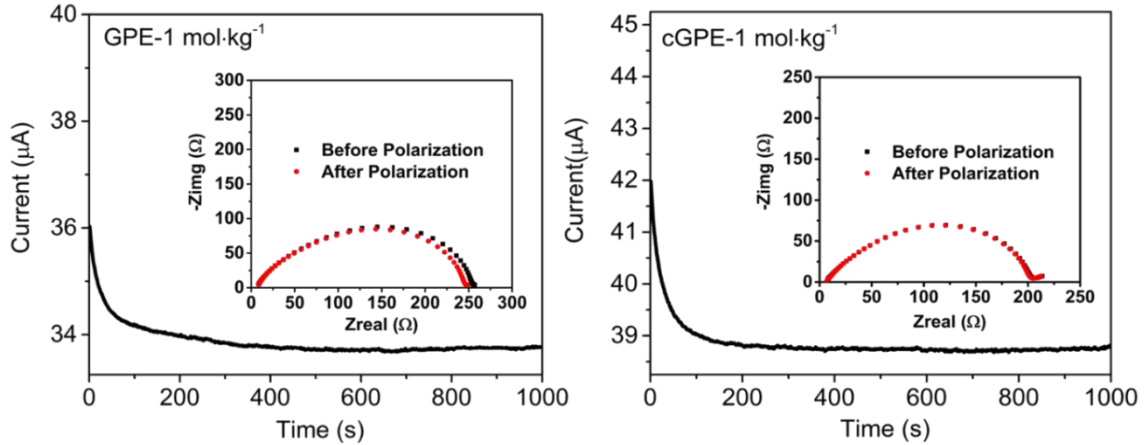 GPE-1 mol·kg⁻¹
Current (μA)
40
38
36
34
0 200 400 600 800 1000
Time (s)
-Zimg (Ω)
300
250
200
150
100
50
0
0 50 100 150 200 250 300
Zreal (Ω)
Before Polarization
After Polarization
cGPE-1 mol·kg⁻¹
Current(μA)
45
44
43
42
41
40
39
0 200 400 600 800 1000
Time (s)
-Zimg (Ω)
250
200
150
100
50
0
0 50 100 150 200 250
Zreal (Ω)
Before Polarization
After Polarization